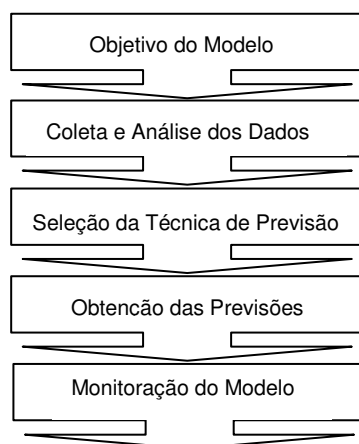 Objetivo do Modelo
Coleta e Análise dos Dados
Seleção da Técnica de Previsão
Obtencão das Previsões
Monitoração do Modelo